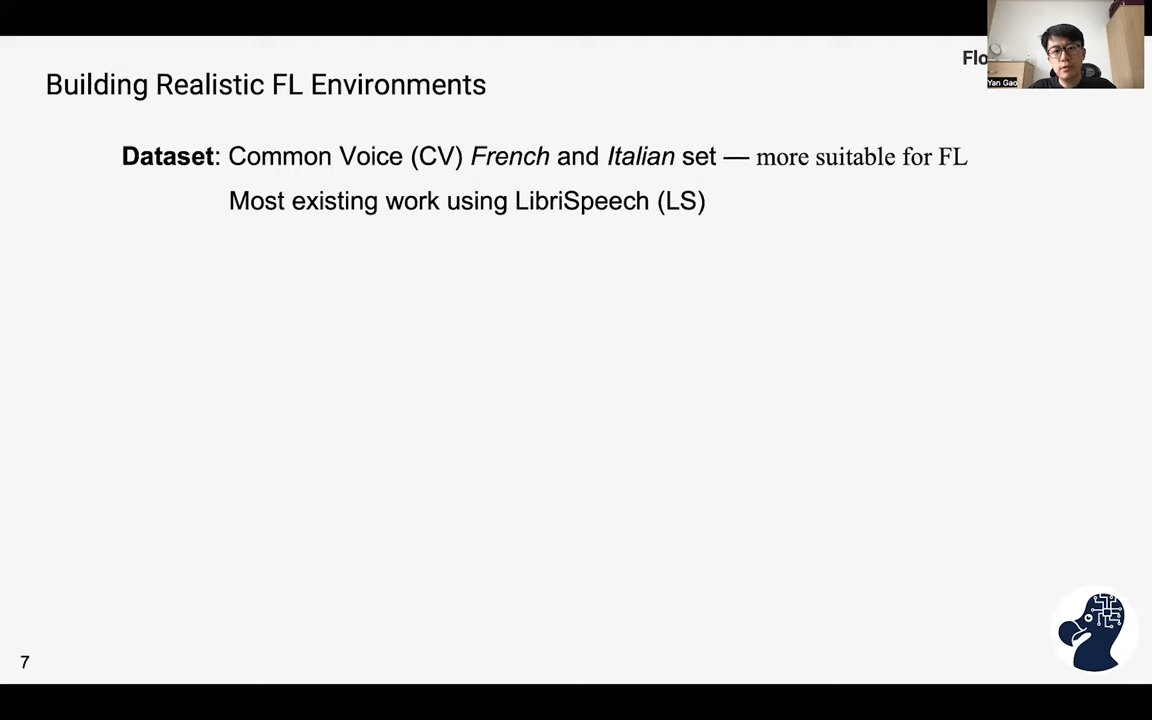 Flo
Yan Gao
Building Realistic FL Environments
Dataset: Common Voice (CV) French and Italian set — more suitable for FL
Most existing work using LibriSpeech (LS)
7